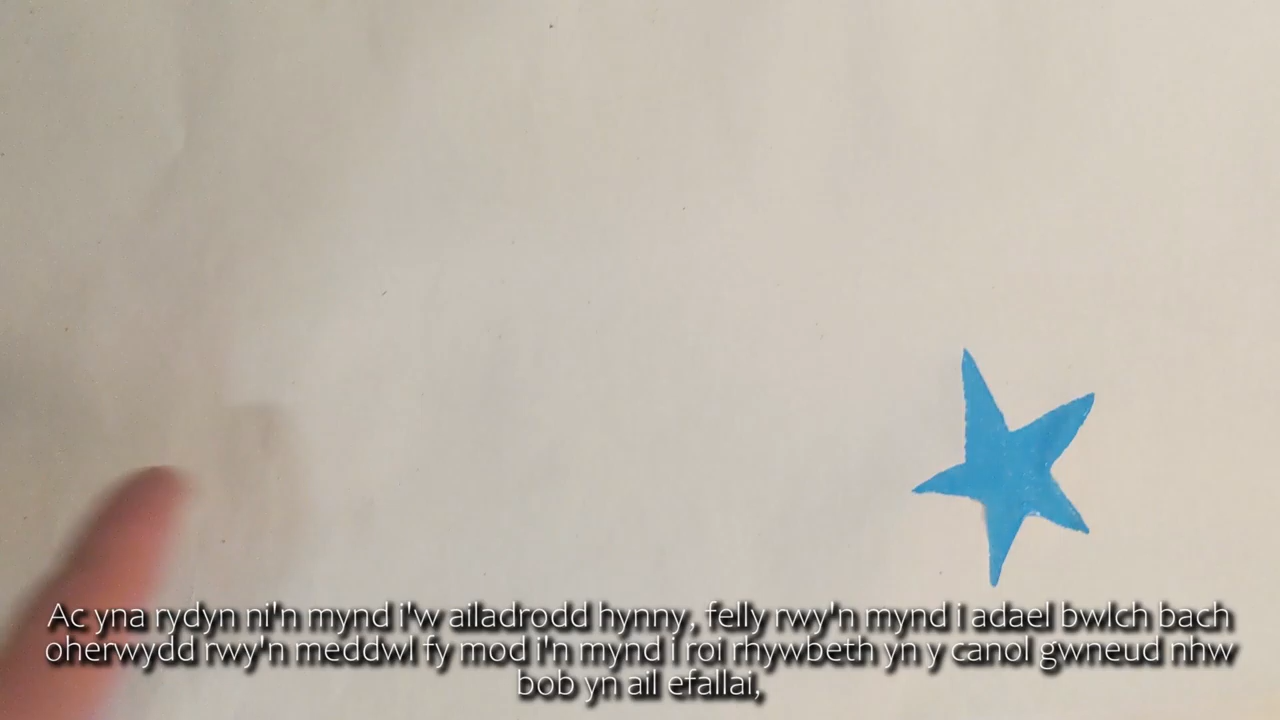 Ac yna rydyn ni'n mynd i'w ailadrodd hynny, felly rwy'n mynd i adael bwlch bach
oherwydd rwy'n meddwl fy mod i'n mynd i roi rhywbeth yn y canol gwneud nhw
bob yn ail efallai,